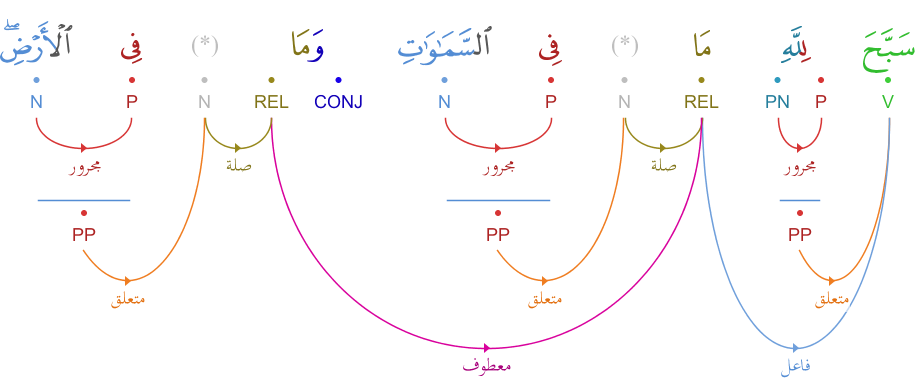 سَبَّحَ لِلَّهِ مَا (*) فِى ٱلسَّمَٰوَٰتِ وَمَا (*) فِى ٱلْأَرْضِ ۖ
V P PN REL N P N CONJ REL N P N
مجرور صلة مجرور صلة مجرور
PP PP PP
متعلق متعلق متعلق
فاعل معطوف